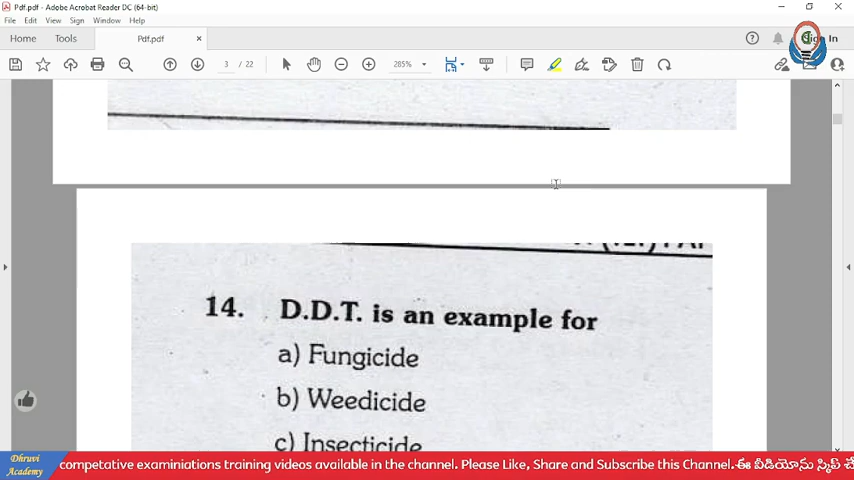 Pdf.pdf - Adobe Acrobat Reader DC (64-bit)
File Edit View Sign Window Help
Home Tools Pdf.pdf × Sign In
3 / 22 285%
14. D.D.T. is an example for
a) Fungicide
b) Weedicide
c) Insecticide
Dhruvi
Academy
competative examiniations training videos available in the channel. Please Like, Share and Subscribe this Channel. ఈ వీడియోను స్కిప్ చే